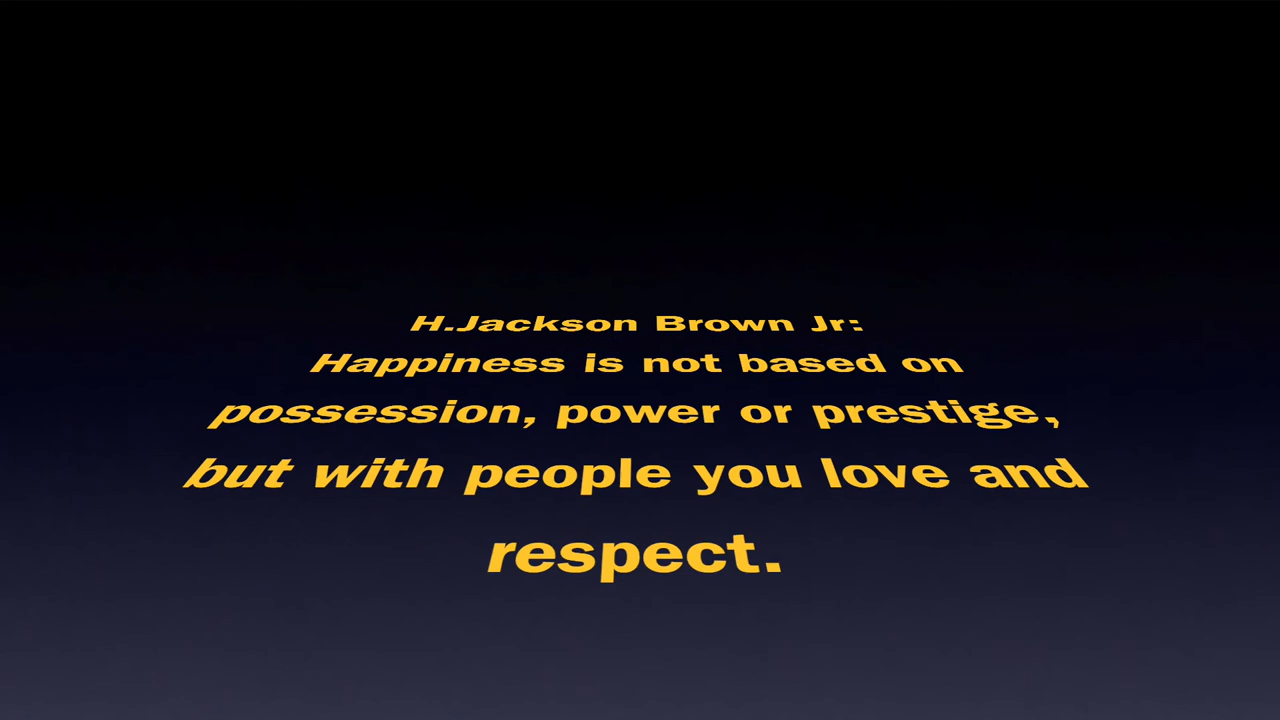 H.Jackson Brown Jr:
Happiness is not based on
possession, power or prestige,
but with people you love and
respect.